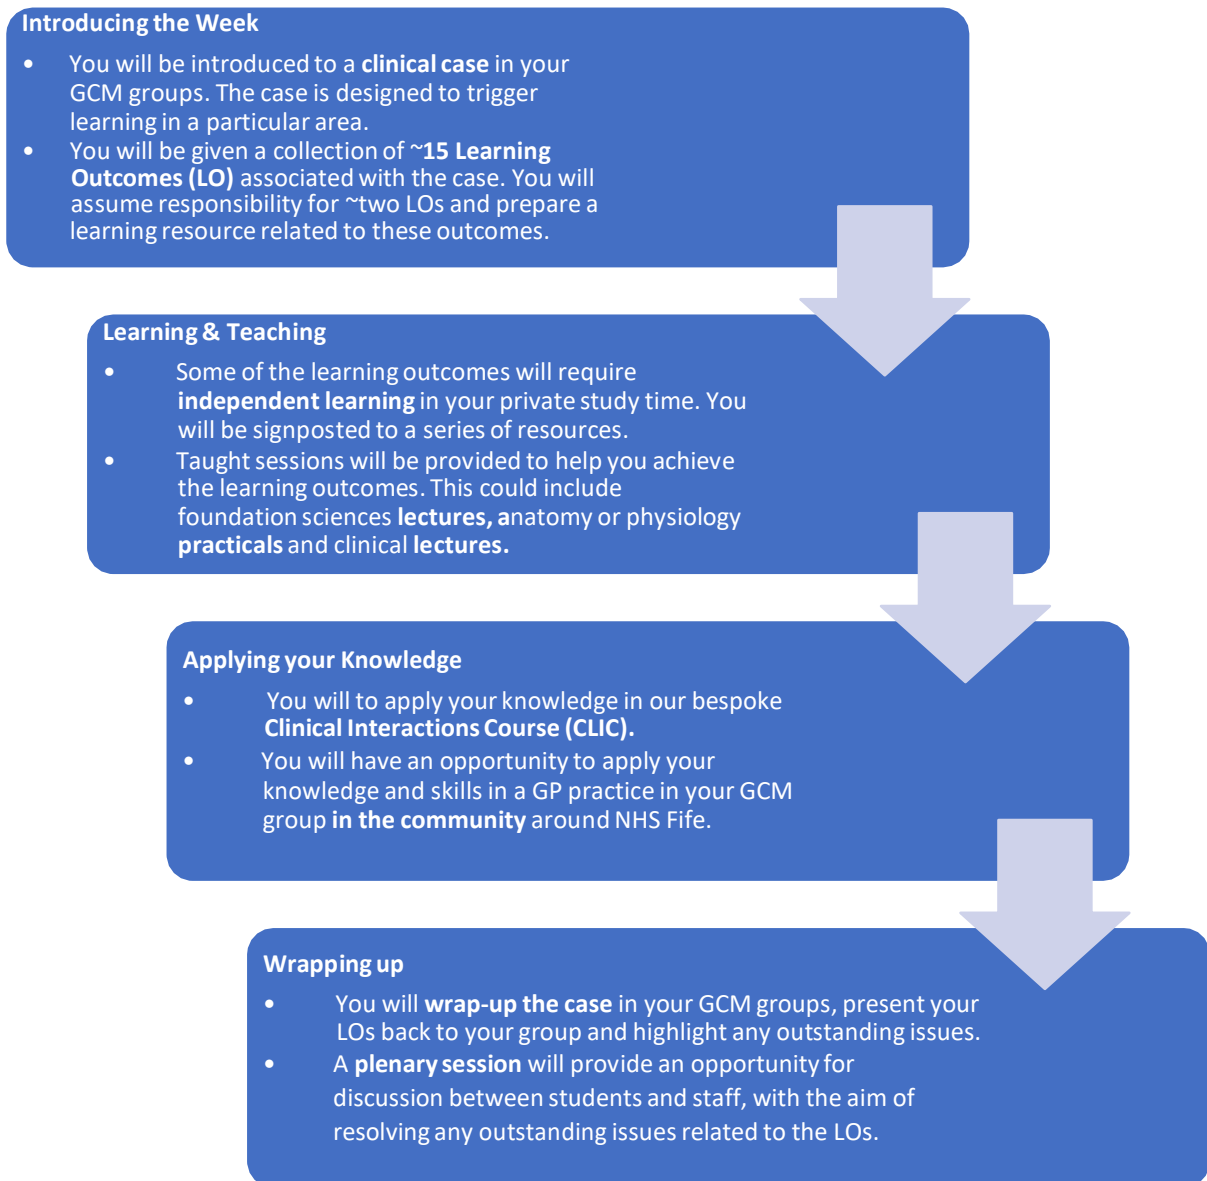 Introducing the Week
• You will be introduced to a clinical case in your
GCM groups. The case is designed to trigger
learning in a particular area.
• You will be given a collection of ~15 Learning
Outcomes (LO) associated with the case. You will
assume responsibility for ~two LOs and prepare a
learning resource related to these outcomes.
Learning & Teaching
• Some of the learning outcomes will require
independent learning in your private study time. You
will be signposted to a series of resources.
• Taught sessions will be provided to help you achieve
the learning outcomes. This could include
foundation sciences lectures, anatomy or physiology
practicals and clinical lectures.
Applying your Knowledge
• You will to apply your knowledge in our bespoke
Clinical Interactions Course (CLIC).
• You will have an opportunity to apply your
knowledge and skills in a GP practice in your GCM
group in the community around NHS Fife.
Wrapping up
• You will wrap-up the case in your GCM groups, present your
LOs back to your group and highlight any outstanding issues.
• A plenary session will provide an opportunity for
discussion between students and staff, with the aim of
resolving any outstanding issues related to the LOs.